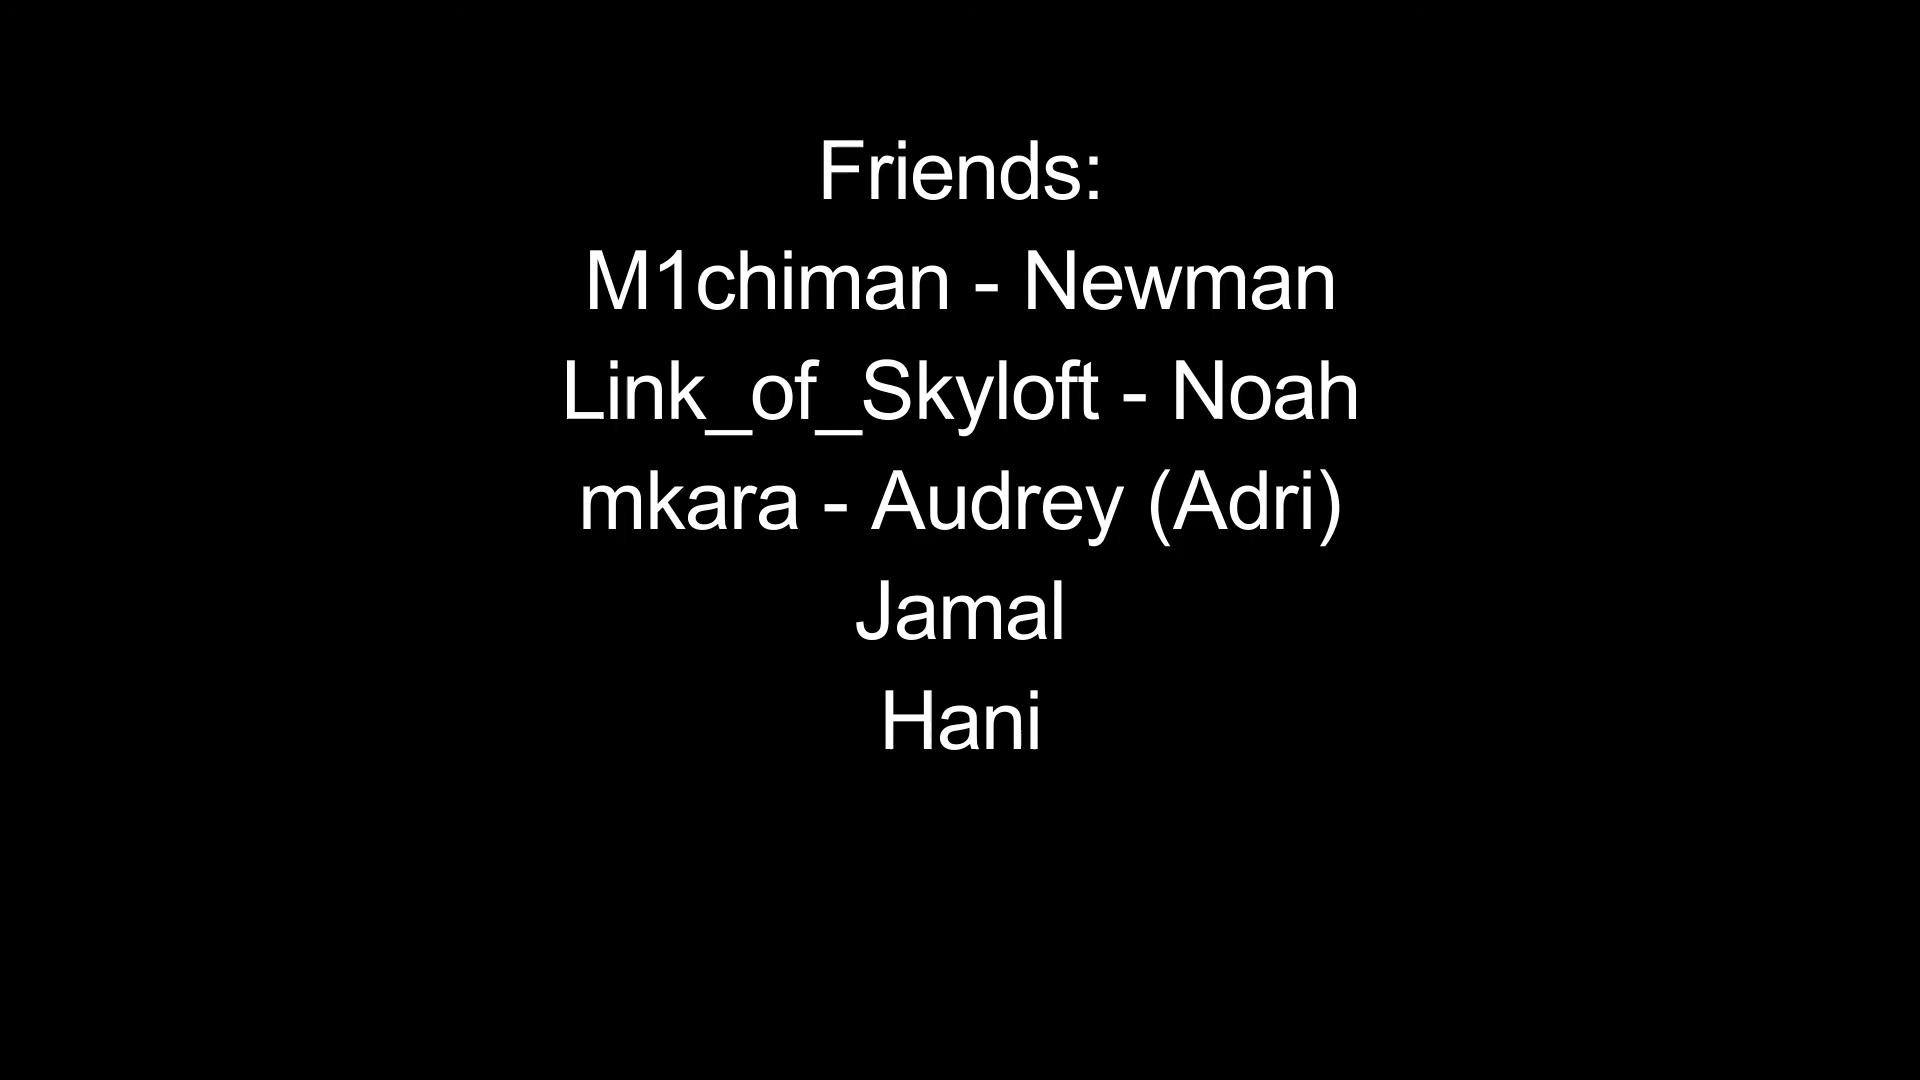 Friends:
M1chiman - Newman
Link_of_Skyloft - Noah
mkara - Audrey (Adri)
Jamal
Hani